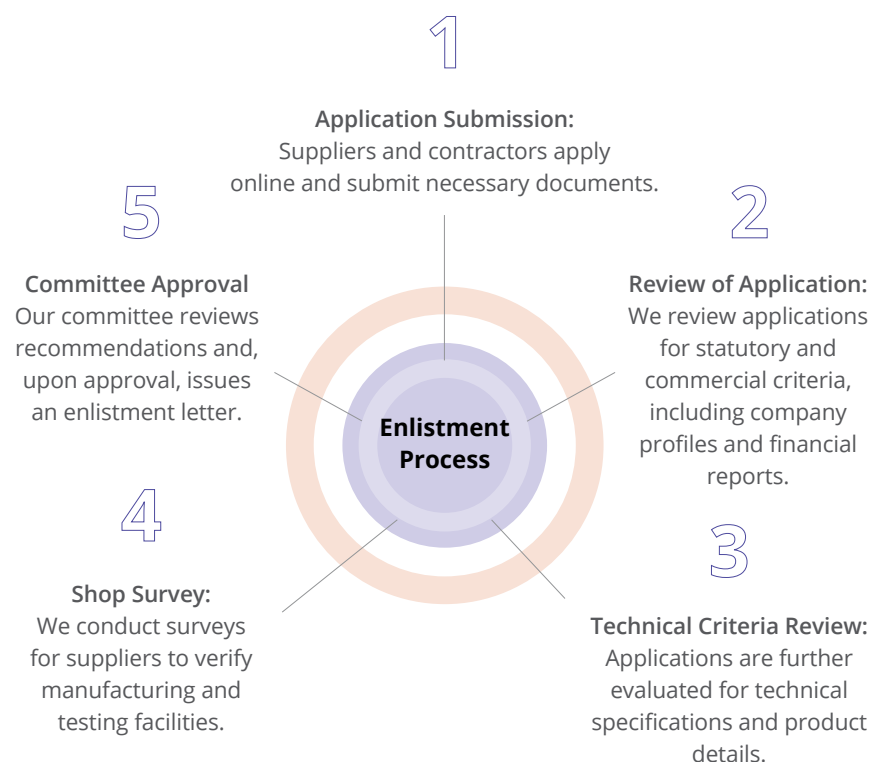 1
Application Submission:
Suppliers and contractors apply
online and submit necessary documents.
2
Review of Application:
We review applications
for statutory and
commercial criteria,
including company
profiles and financial
reports.
3
Technical Criteria Review:
Applications are further
evaluated for technical
specifications and product
details.
4
Shop Survey:
We conduct surveys
for suppliers to verify
manufacturing and
testing facilities.
5
Committee Approval
Our committee reviews
recommendations and,
upon approval, issues
an enlistment letter.
Enlistment
Process